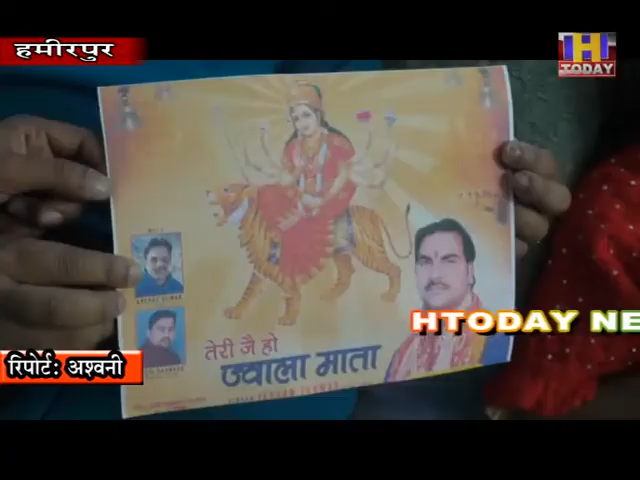 हमीरपुर
H
TODAY
तेरी जै हो
ज्वाला माता
HTODAY NE
रिपोर्ट: अश्वनी